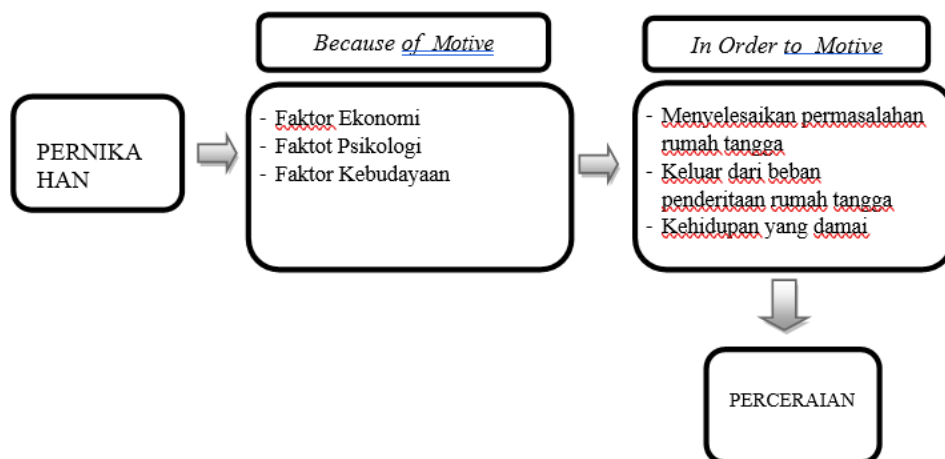 Because of Motive
In Order to Motive
PERNIKA
HAN
- Faktor Ekonomi
- Faktot Psikologi
- Faktor Kebudayaan
- Menyelesaikan permasalahan
rumah tangga
- Keluar dari beban
penderitaan rumah tangga
- Kehidupan yang damai
PERCERAIAN